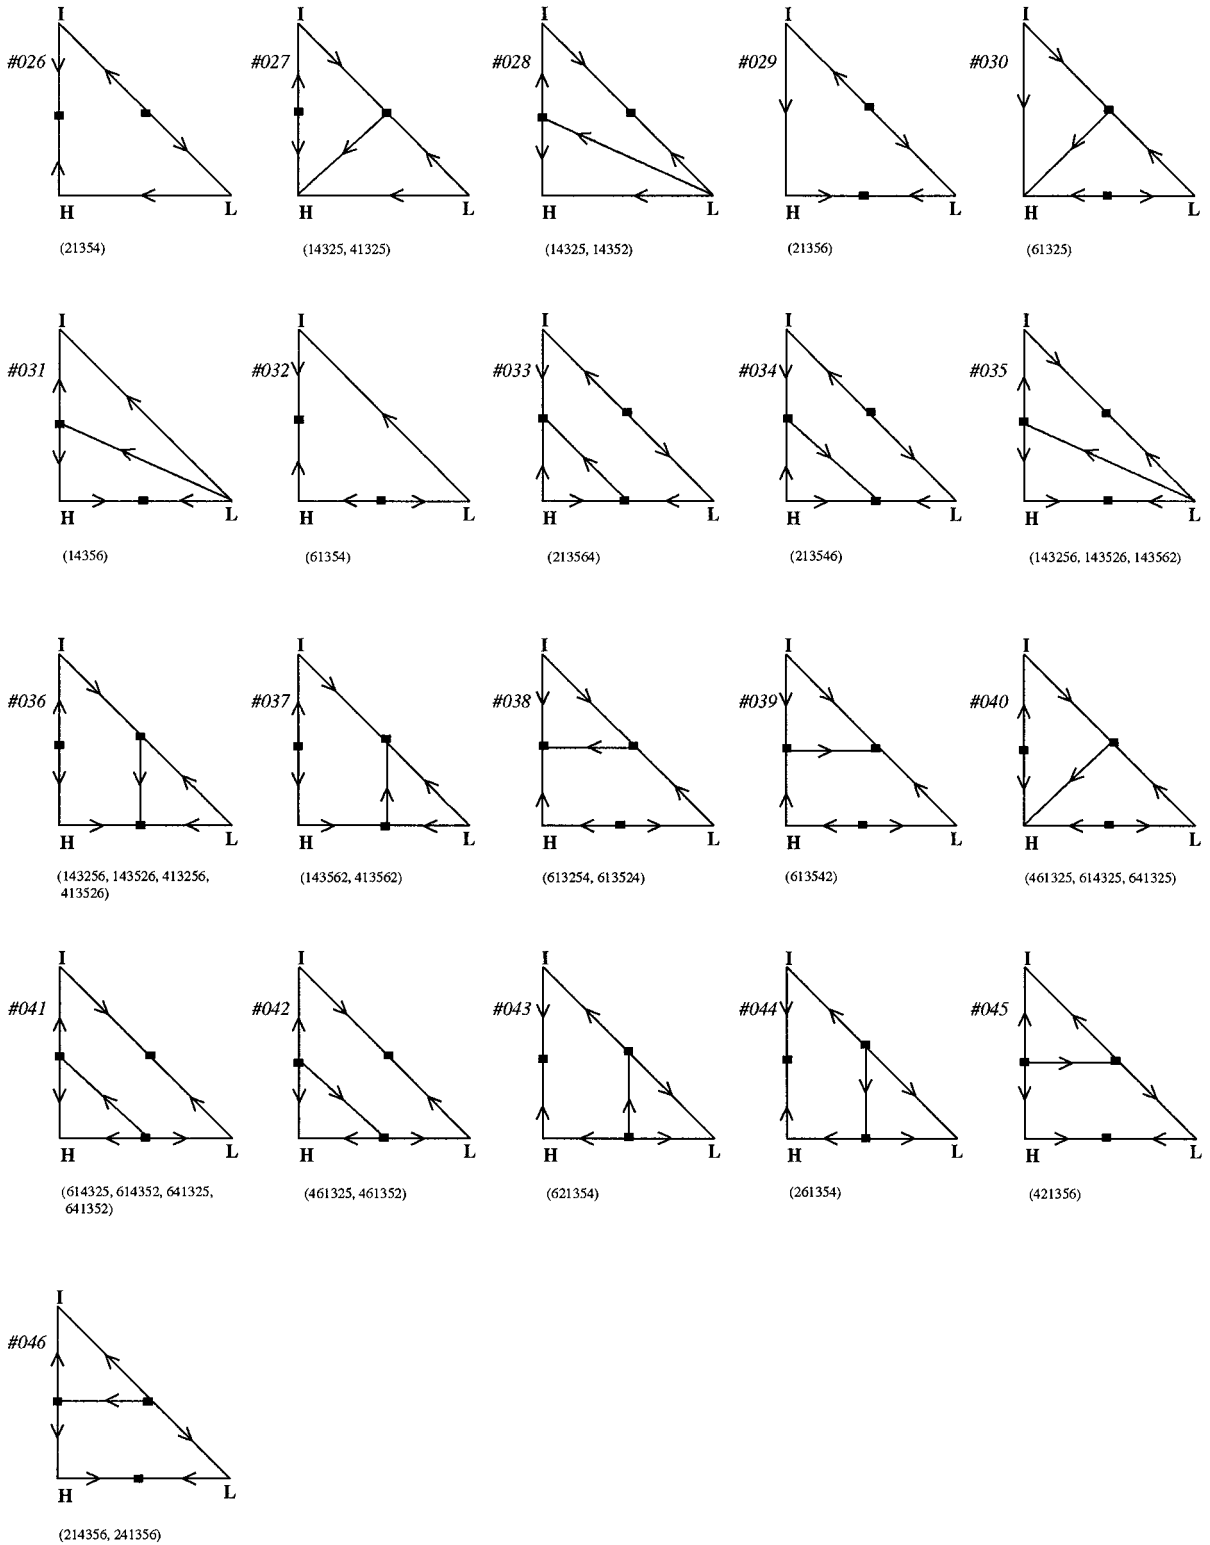 I I I I I
#026 #027 #028 #029 #030
H L H L H L H L H L
(21354) (14325, 41325) (14325, 14352) (21356) (61325)
I I I I I
#031 #032 #033 #034 #035
H L H L H L H L H L
(14356) (61354) (213564) (213546) (143256, 143526, 143562)
I I I I I
#036 #037 #038 #039 #040
H L H L H L H L H L
(143256, 143526, 413256, (143562, 413562) (613254, 613524) (613542) (461325, 614325, 641325)
413526)
I I I I I
#041 #042 #043 #044 #045
H L H L H L H L H L
(614325, 614352, 641325, (461325, 461352) (621354) (261354) (421356)
641352)
I
#046
H L
(214356, 241356)